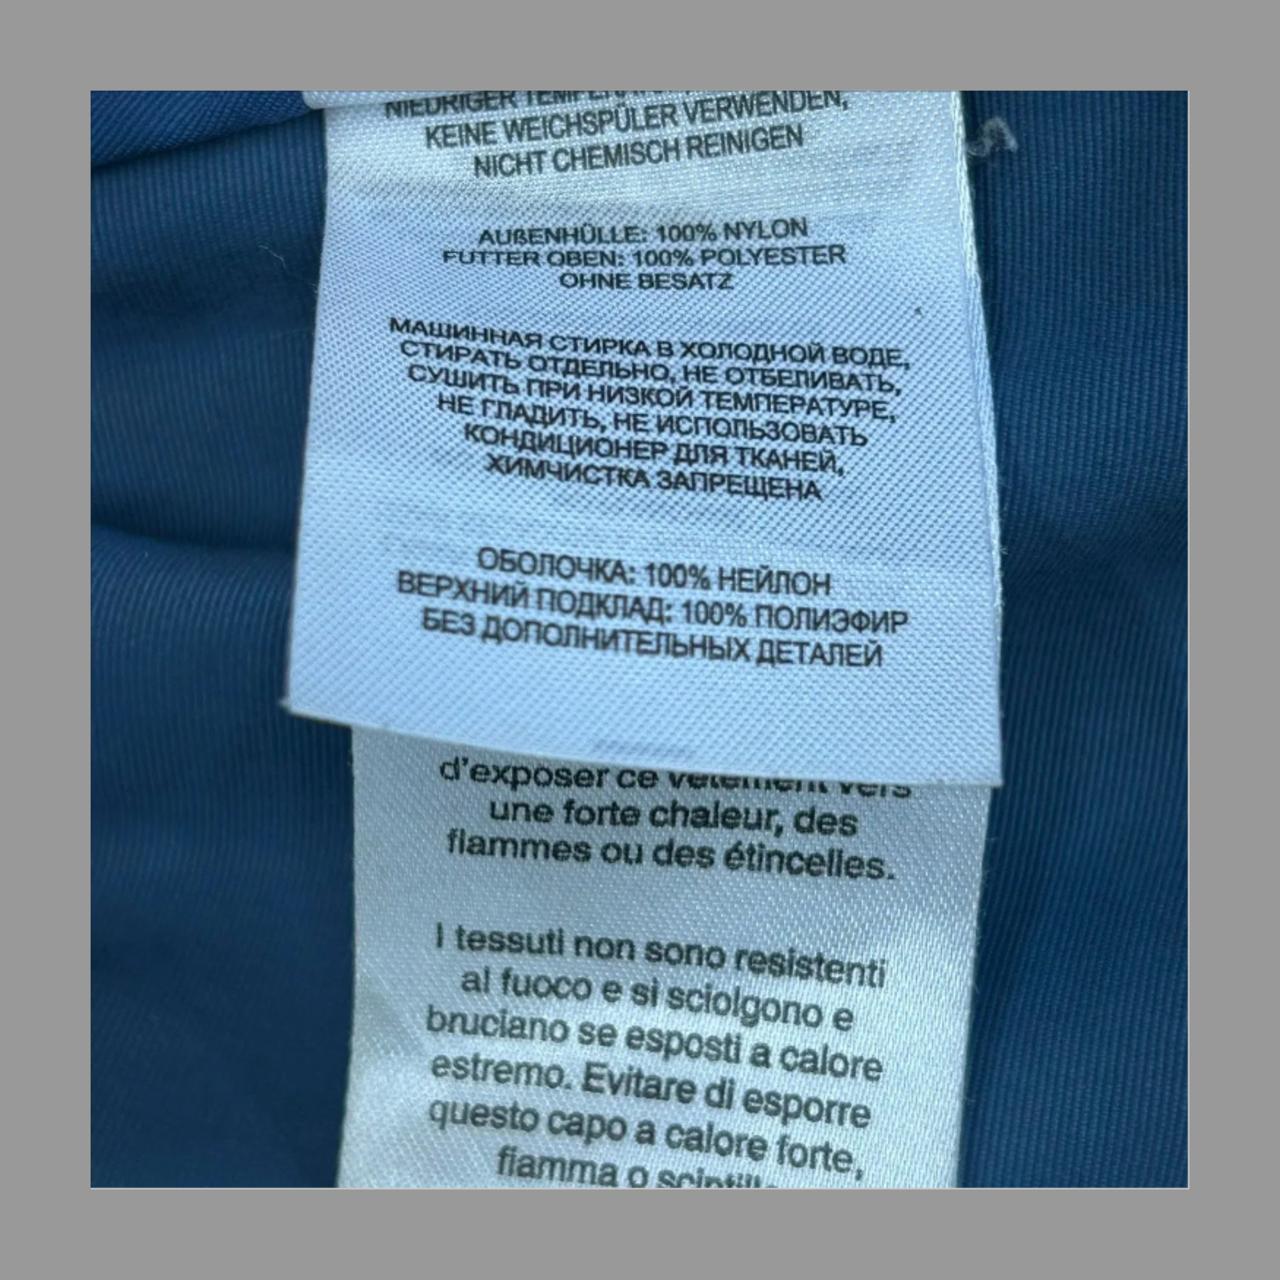 NIEDRIGER
KEINE WEICHSPÜLER VERWENDEN,
NICHT CHEMISCH REINIGEN
AUßENHÜLLE: 100% NYLON
FUTTER OBEN: 100% POLYESTER
OHNE BESATZ
МАШИННАЯ СТИРКА В ХОЛОДНОЙ ВОДЕ,
СТИРАТЬ ОТДЕЛЬНО, НЕ ОТБЕЛИВАТЬ,
СУШИТЬ ПРИ НИЗКОЙ ТЕМПЕРАТУРЕ,
НЕ ГЛАДИТЬ, НЕ ИСПОЛЬЗОВАТЬ
КОНДИЦИОНЕР ДЛЯ ТКАНЕЙ,
ХИМЧИСТКА ЗАПРЕЩЕНА
ОБОЛОЧКА: 100% НЕЙЛОН
ВЕРХНИЙ ПОДКЛАД: 100% ПОЛИЭФИР
БЕЗ ДОПОЛНИТЕЛЬНЫХ ДЕТАЛЕЙ
d'exposer ce vêtement vers
une forte chaleur, des
flammes ou des étincelles.
I tessuti non sono resistenti
al fuoco e si sciolgono e
bruciano se esposti a calore
estremo. Evitare di esporre
questo capo a calore forte,
fiamma o